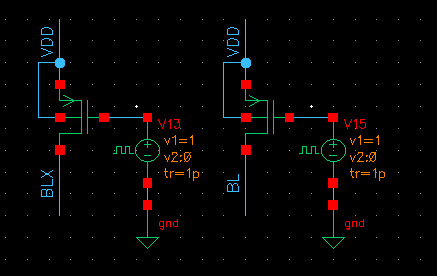 VDD
V13
v1=1
v2:0
tr=1p
BLX
gnd
VDD
V15
v1=1
v2:0
tr=1p
BL
gnd